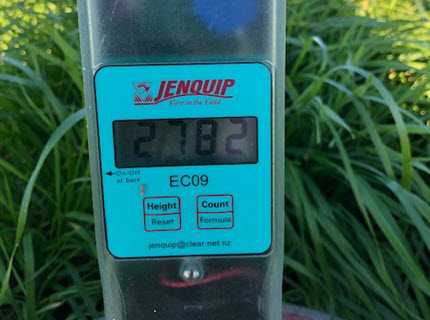 JENQUIP
First in the Field
2782
On/Off
at back
EC09
Height Count
Reset Formula
jenquip@clear.net.nz